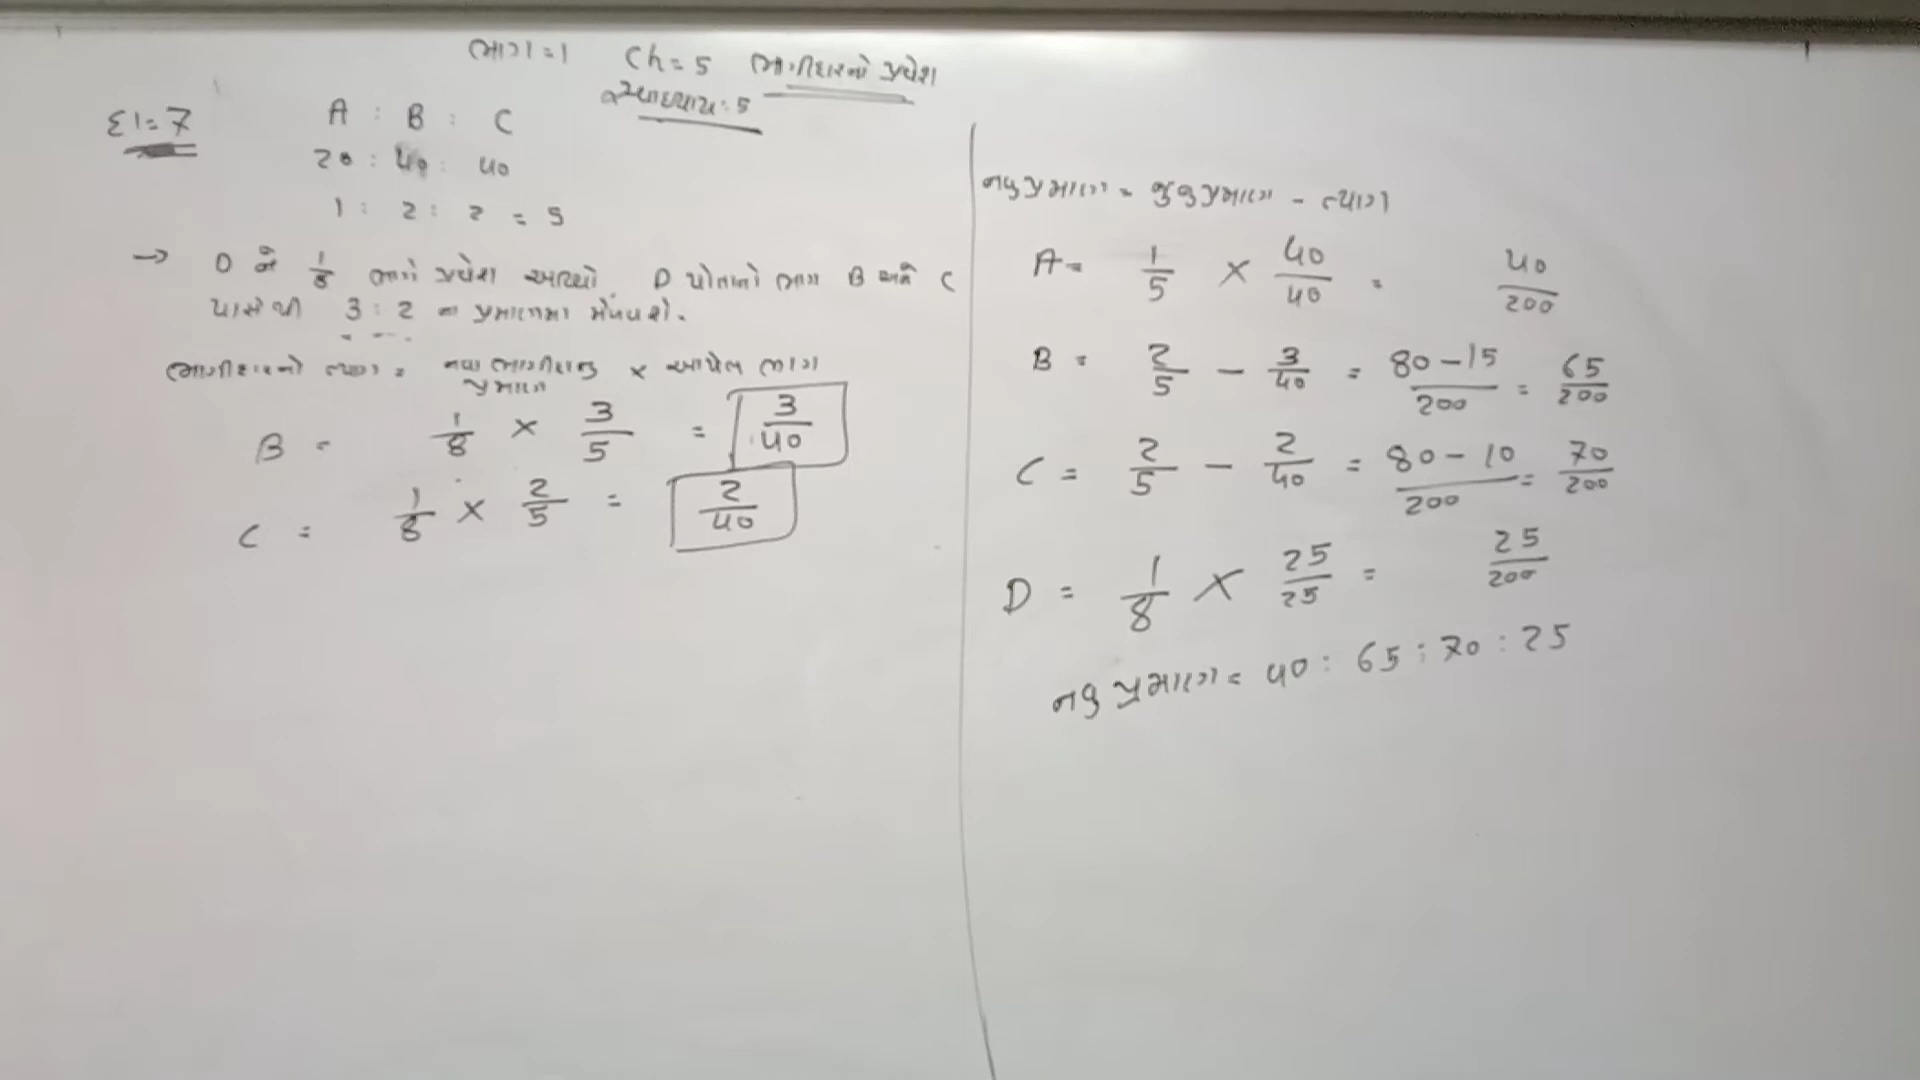 ભાગ=1 Ch=5 ભાગીદારનો પ્રવેશ
સ્વાધ્યાય:5
દા=7
A : B : C
20 : 40 : 40
1 : 2 : 2 = 5
→ D ને 1/8 ભાગે પ્રવેશ આપ્યો. D પોતાનો ભાગ B અને C
પાસેથી 3 : 2 ના પ્રમાણમાં મેળવશે.
ભાગીદારનો ત્યાગ = નવા ભાગીદારનું પ્રમાણ × આપેલ ભાગ
B = 1/8 × 3/5 = 3/40
C = 1/8 × 2/5 = 2/40
નવુ પ્રમાણ = જુનુ પ્રમાણ - ત્યાગ
A = 1/5 × 40/40 = 40/200
B = 2/5 - 3/40 = 80-15/200 = 65/200
C = 2/5 - 2/40 = 80-10/200 = 70/200
D = 1/8 × 25/25 = 25/200
નવુ પ્રમાણ = 40 : 65 : 70 : 25